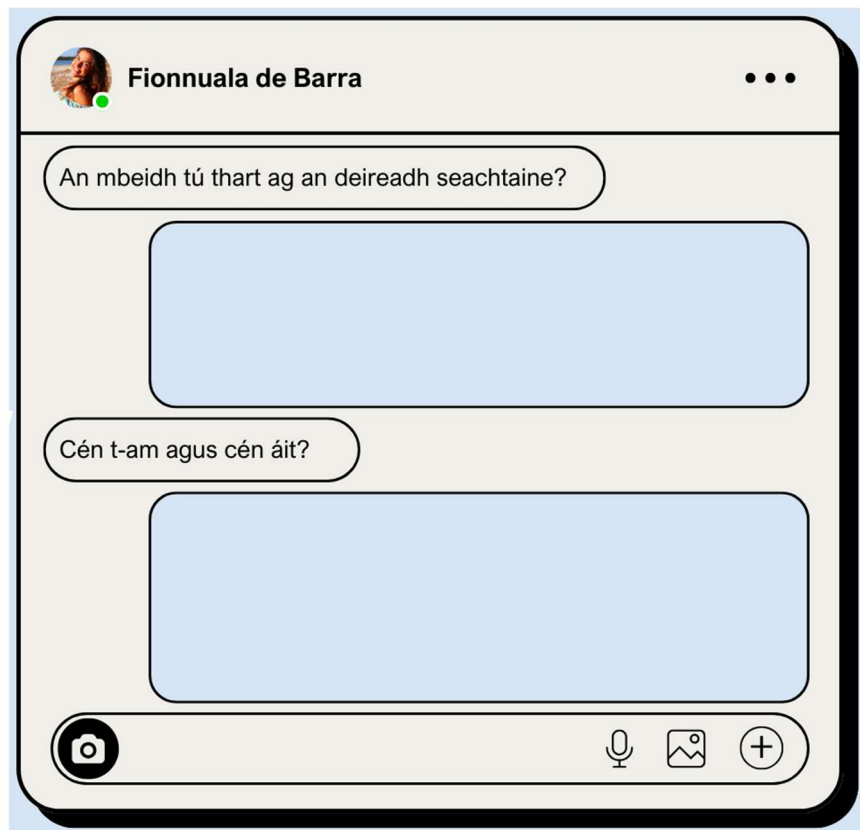 Fionnuala de Barra
An mbeidh tú thart ag an deireadh seachtaine?
Cén t-am agus cén áit?